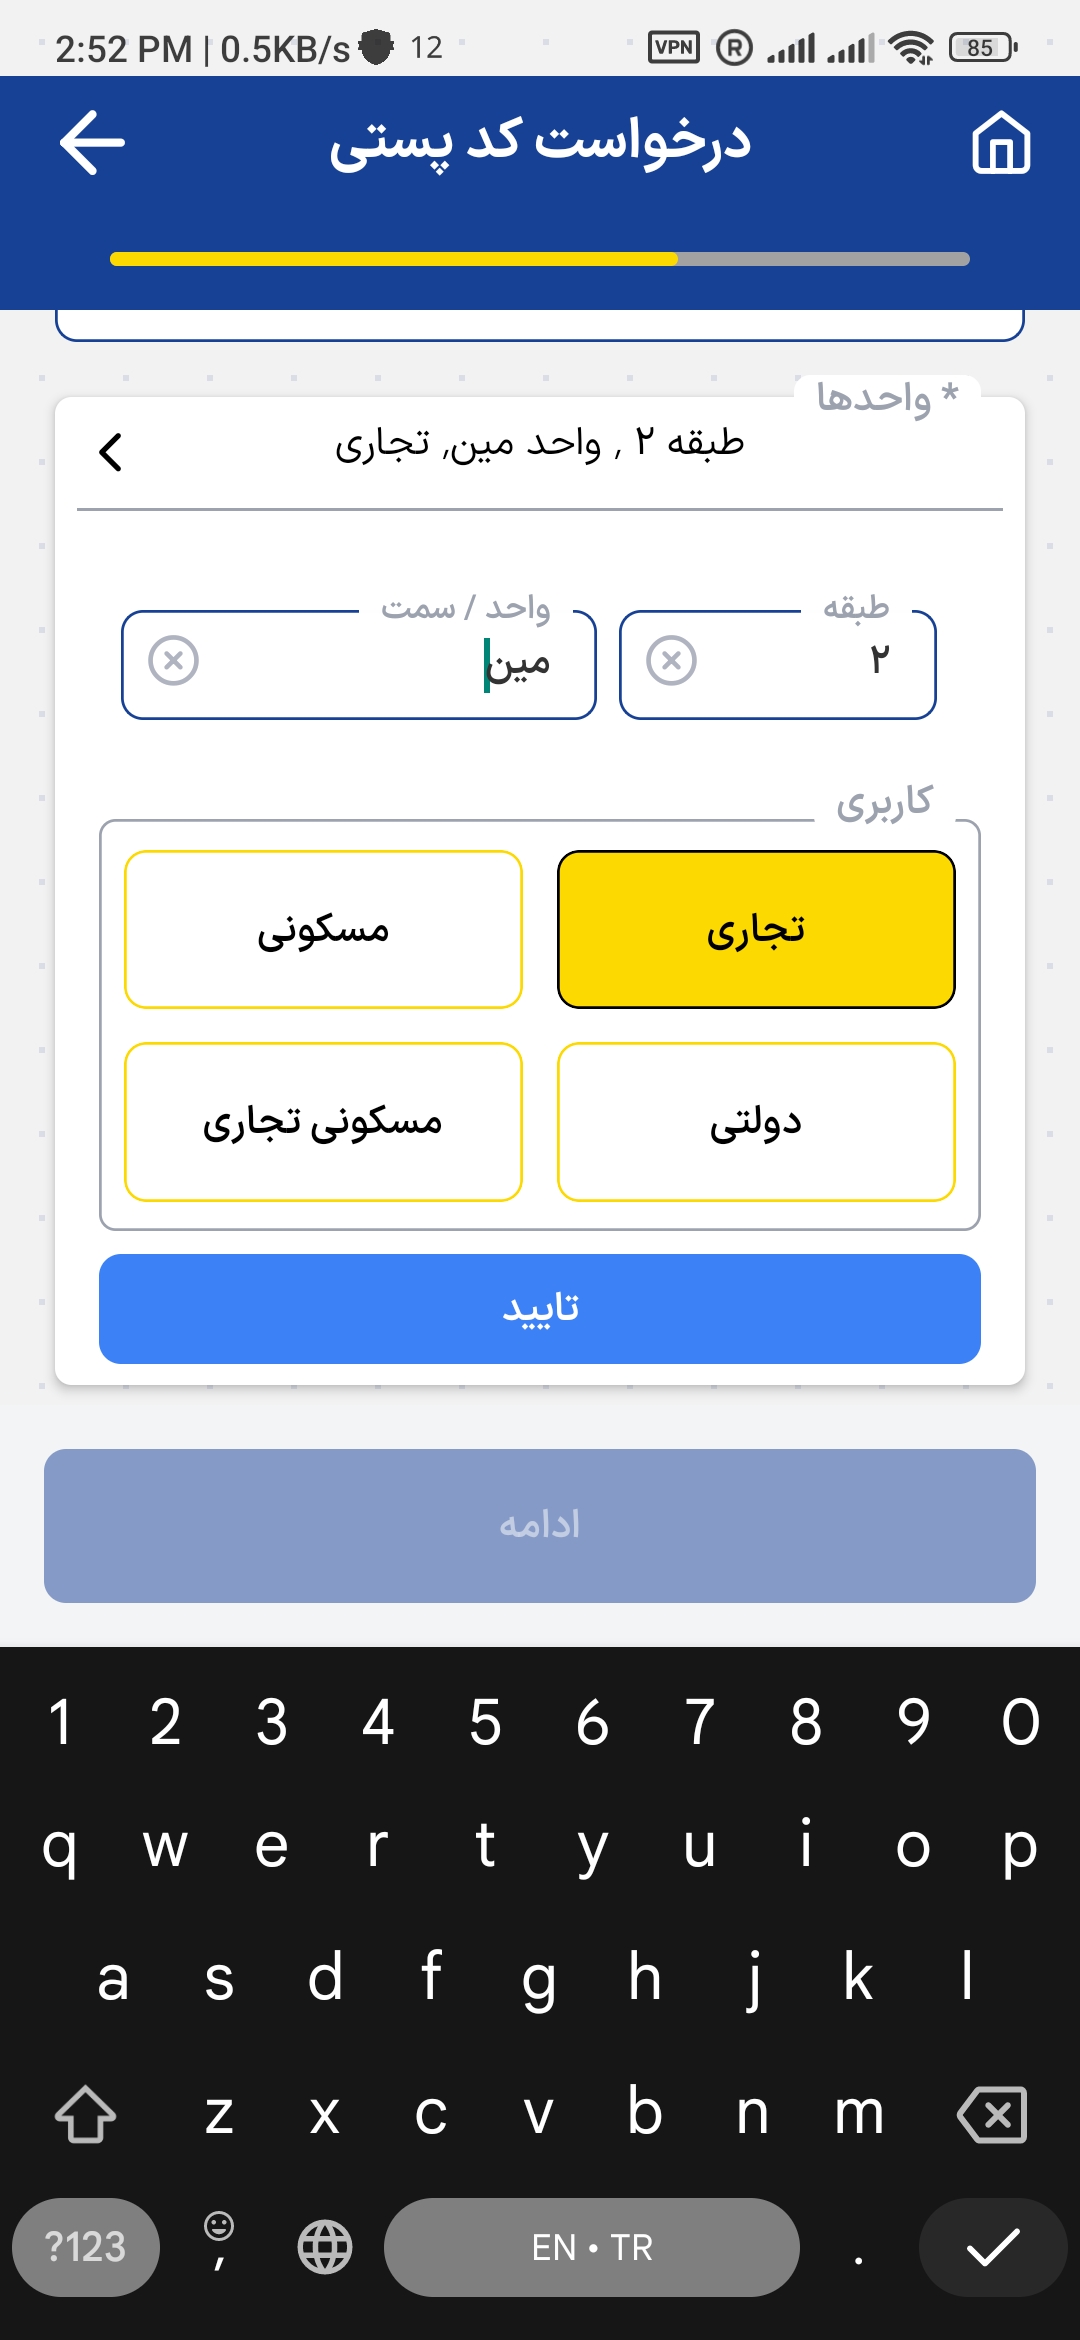 2:52 PM | 0.5KB/s 12 VPN R 85
درخواست کد پستی
* واحدها
طبقه ۲ , واحد مین, تجاری
طبقه
واحد / سمت
۲
مین
کاربری
تجاری
مسکونی
دولتی
مسکونی تجاری
تایید
ادامه
1 2 3 4 5 6 7 8 9 0
q w e r t y u i o p
a s d f g h j k l
z x c v b n m
?123 , EN • TR .